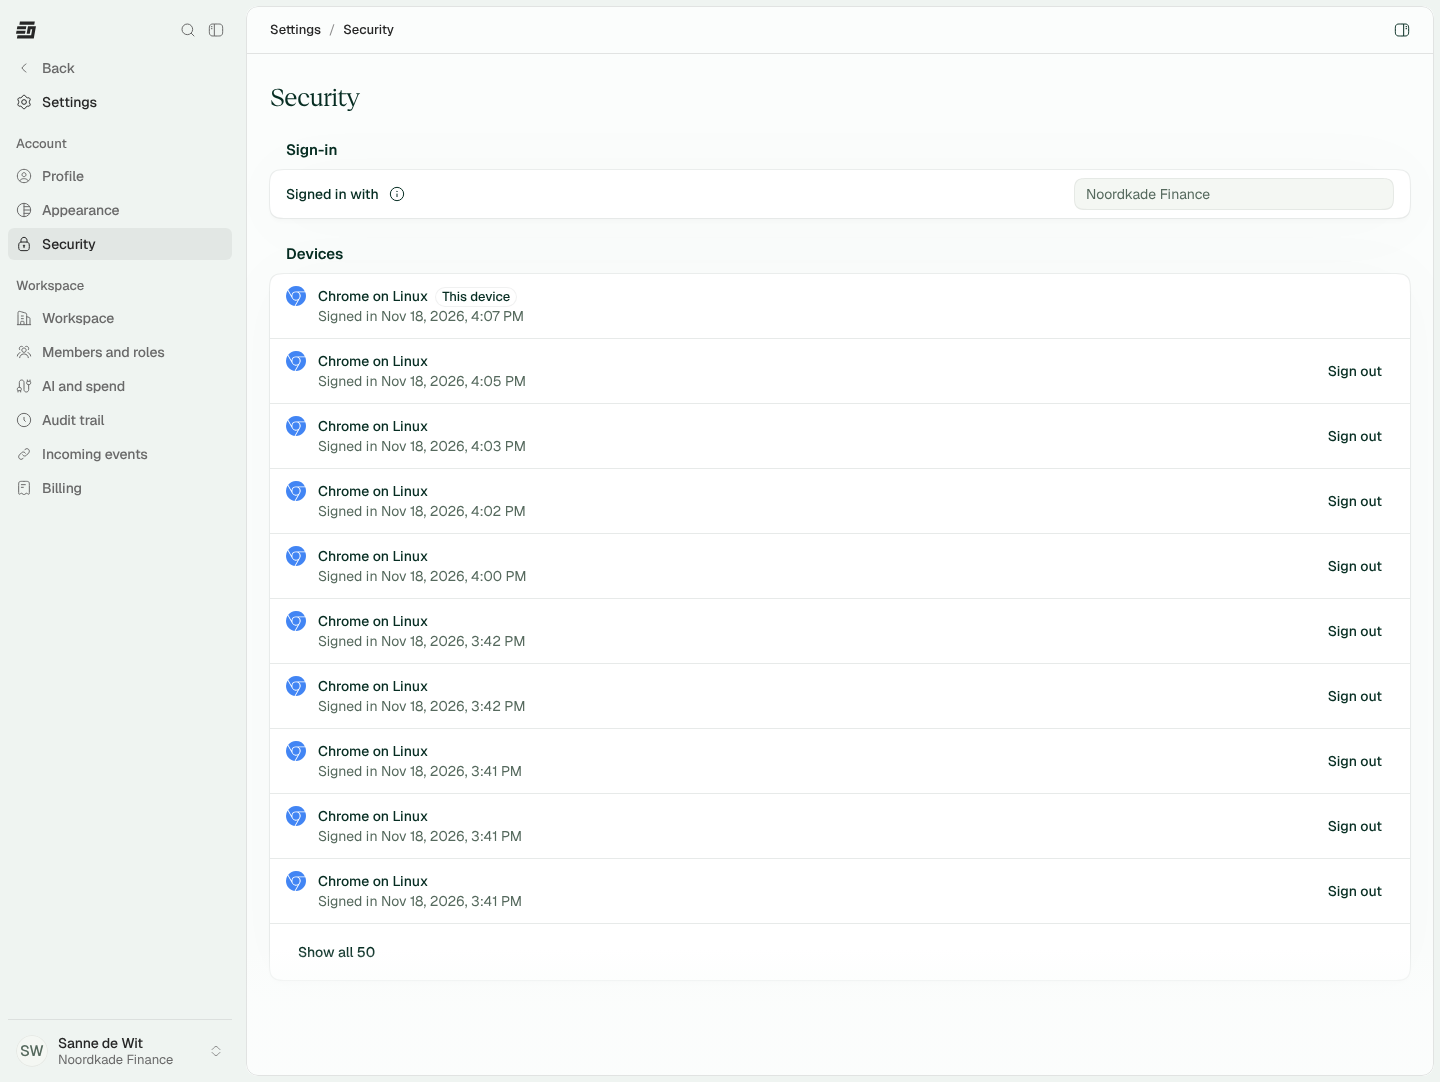 Back
Settings
Account
Profile
Appearance
Security
Workspace
Workspace
Members and roles
AI and spend
Audit trail
Incoming events
Billing
SW
Sanne de Wit
Noordkade Finance
Settings / Security
Security
Sign-in
Signed in with
Noordkade Finance
Devices
Chrome on Linux This device
Signed in Nov 18, 2026, 4:07 PM
Chrome on Linux
Signed in Nov 18, 2026, 4:05 PM
Sign out
Chrome on Linux
Signed in Nov 18, 2026, 4:03 PM
Sign out
Chrome on Linux
Signed in Nov 18, 2026, 4:02 PM
Sign out
Chrome on Linux
Signed in Nov 18, 2026, 4:00 PM
Sign out
Chrome on Linux
Signed in Nov 18, 2026, 3:42 PM
Sign out
Chrome on Linux
Signed in Nov 18, 2026, 3:42 PM
Sign out
Chrome on Linux
Signed in Nov 18, 2026, 3:41 PM
Sign out
Chrome on Linux
Signed in Nov 18, 2026, 3:41 PM
Sign out
Chrome on Linux
Signed in Nov 18, 2026, 3:41 PM
Sign out
Show all 50